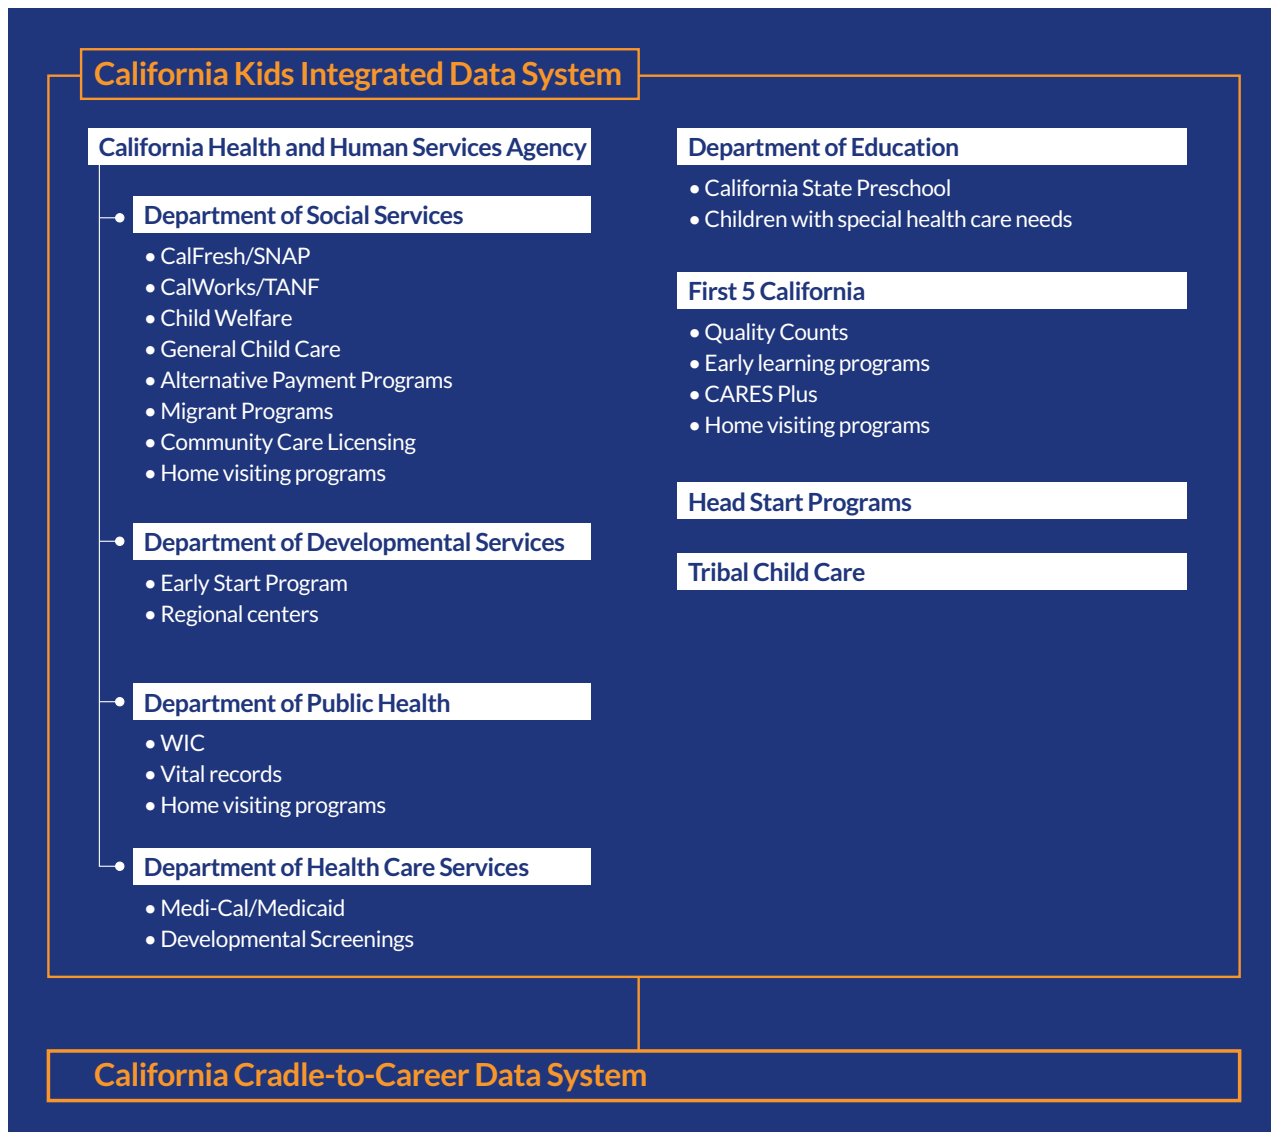 California Kids Integrated Data System
California Health and Human Services Agency
Department of Social Services
• CalFresh/SNAP
• CalWorks/TANF
• Child Welfare
• General Child Care
• Alternative Payment Programs
• Migrant Programs
• Community Care Licensing
• Home visiting programs
Department of Developmental Services
• Early Start Program
• Regional centers
Department of Public Health
• WIC
• Vital records
• Home visiting programs
Department of Health Care Services
• Medi-Cal/Medicaid
• Developmental Screenings
Department of Education
• California State Preschool
• Children with special health care needs
First 5 California
• Quality Counts
• Early learning programs
• CARES Plus
• Home visiting programs
Head Start Programs
Tribal Child Care
California Cradle-to-Career Data System